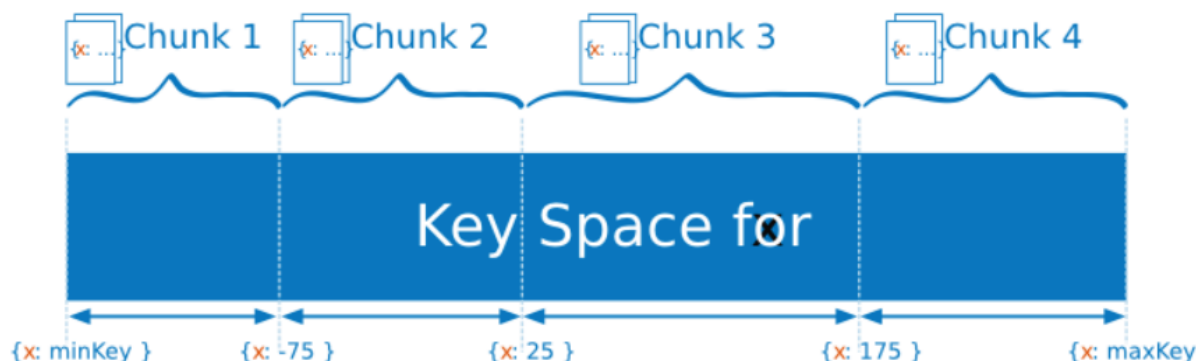 {x: ...} Chunk 1 {x: ...} Chunk 2 {x: ...} Chunk 3 {x: ...} Chunk 4
Key Space for x
{x: minKey } {x: -75 } {x: 25 } {x: 175 } {x: maxKey